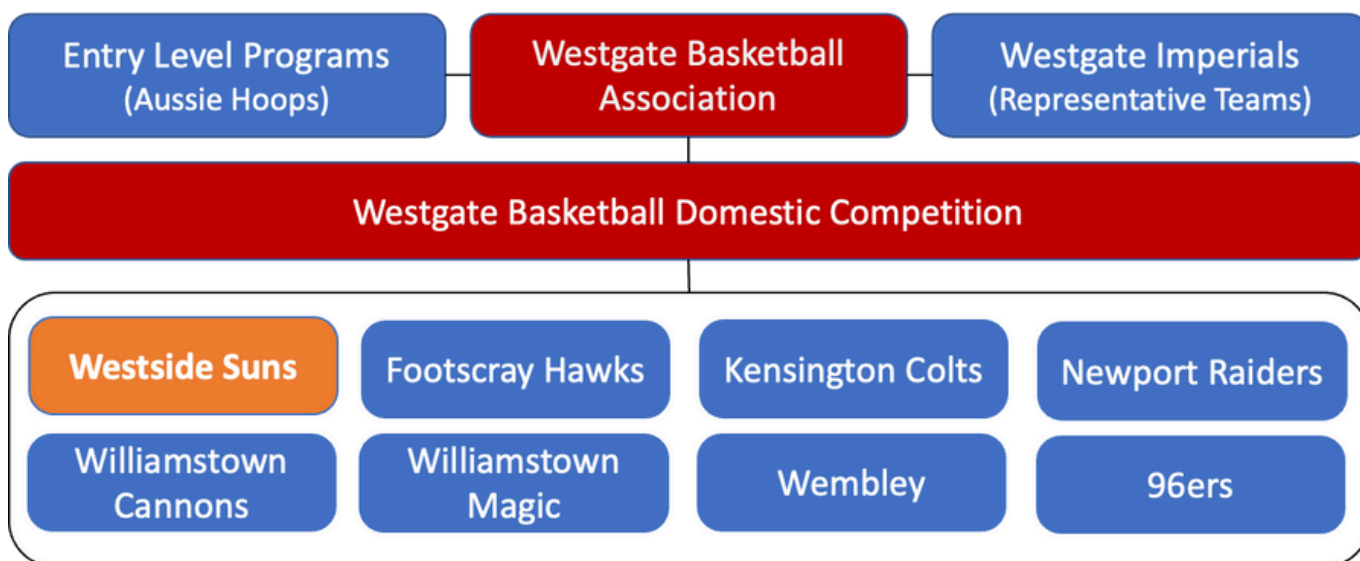 Entry Level Programs
(Aussie Hoops)
Westgate Basketball
Association
Westgate Imperials
(Representative Teams)
Westgate Basketball Domestic Competition
Westside Suns
Footscray Hawks
Kensington Colts
Newport Raiders
Williamstown
Cannons
Williamstown
Magic
Wembley
96ers